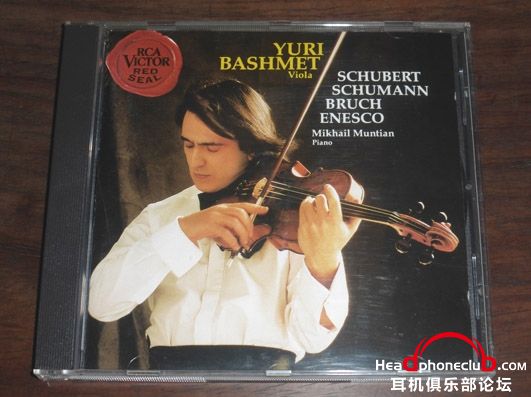 RCA
VICTOR
RED
SEAL
YURI
BASHMET
Viola
SCHUBERT
SCHUMANN
BRUCH
ENESCO
Mikhail Muntian
Piano
HeadphoneclUb.com
耳机俱乐部论坛